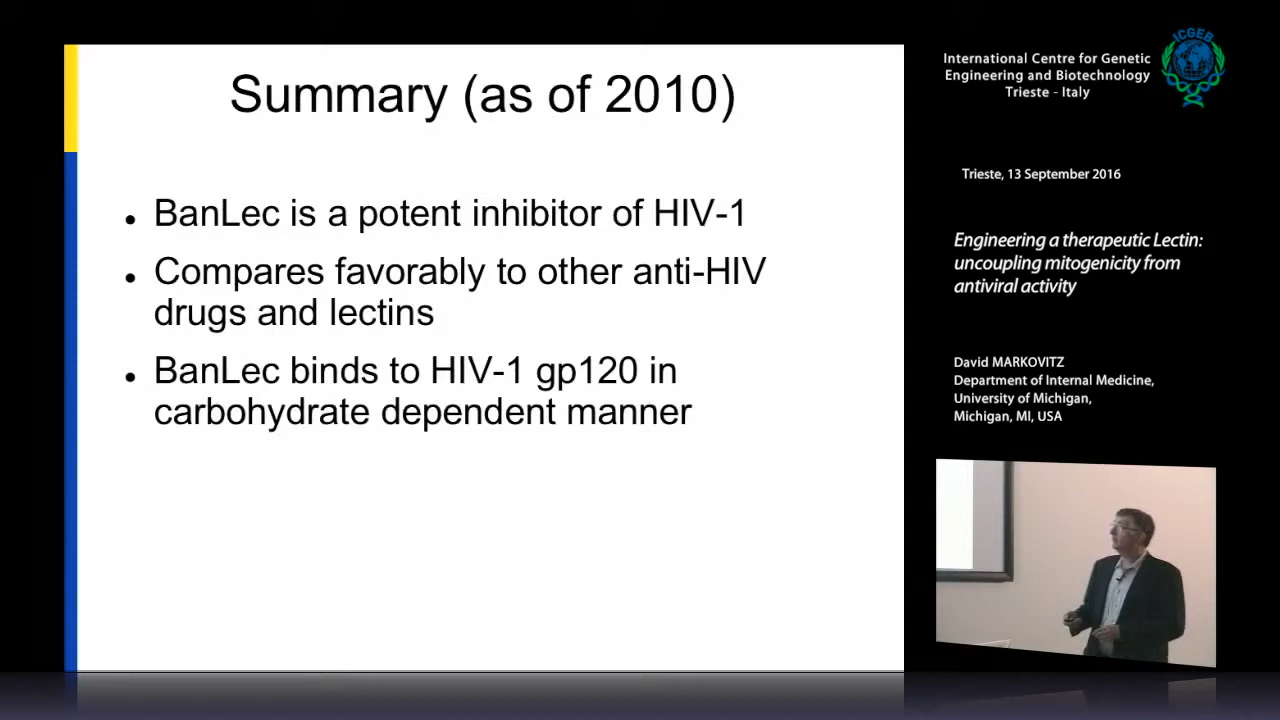 Summary (as of 2010)
• BanLec is a potent inhibitor of HIV-1
• Compares favorably to other anti-HIV
drugs and lectins
• BanLec binds to HIV-1 gp120 in
carbohydrate dependent manner
International Centre for Genetic
Engineering and Biotechnology
Trieste - Italy
ICGEB
Trieste, 13 September 2016
Engineering a therapeutic Lectin:
uncoupling mitogenicity from
antiviral activity
David MARKOVITZ
Department of Internal Medicine,
University of Michigan,
Michigan, MI, USA